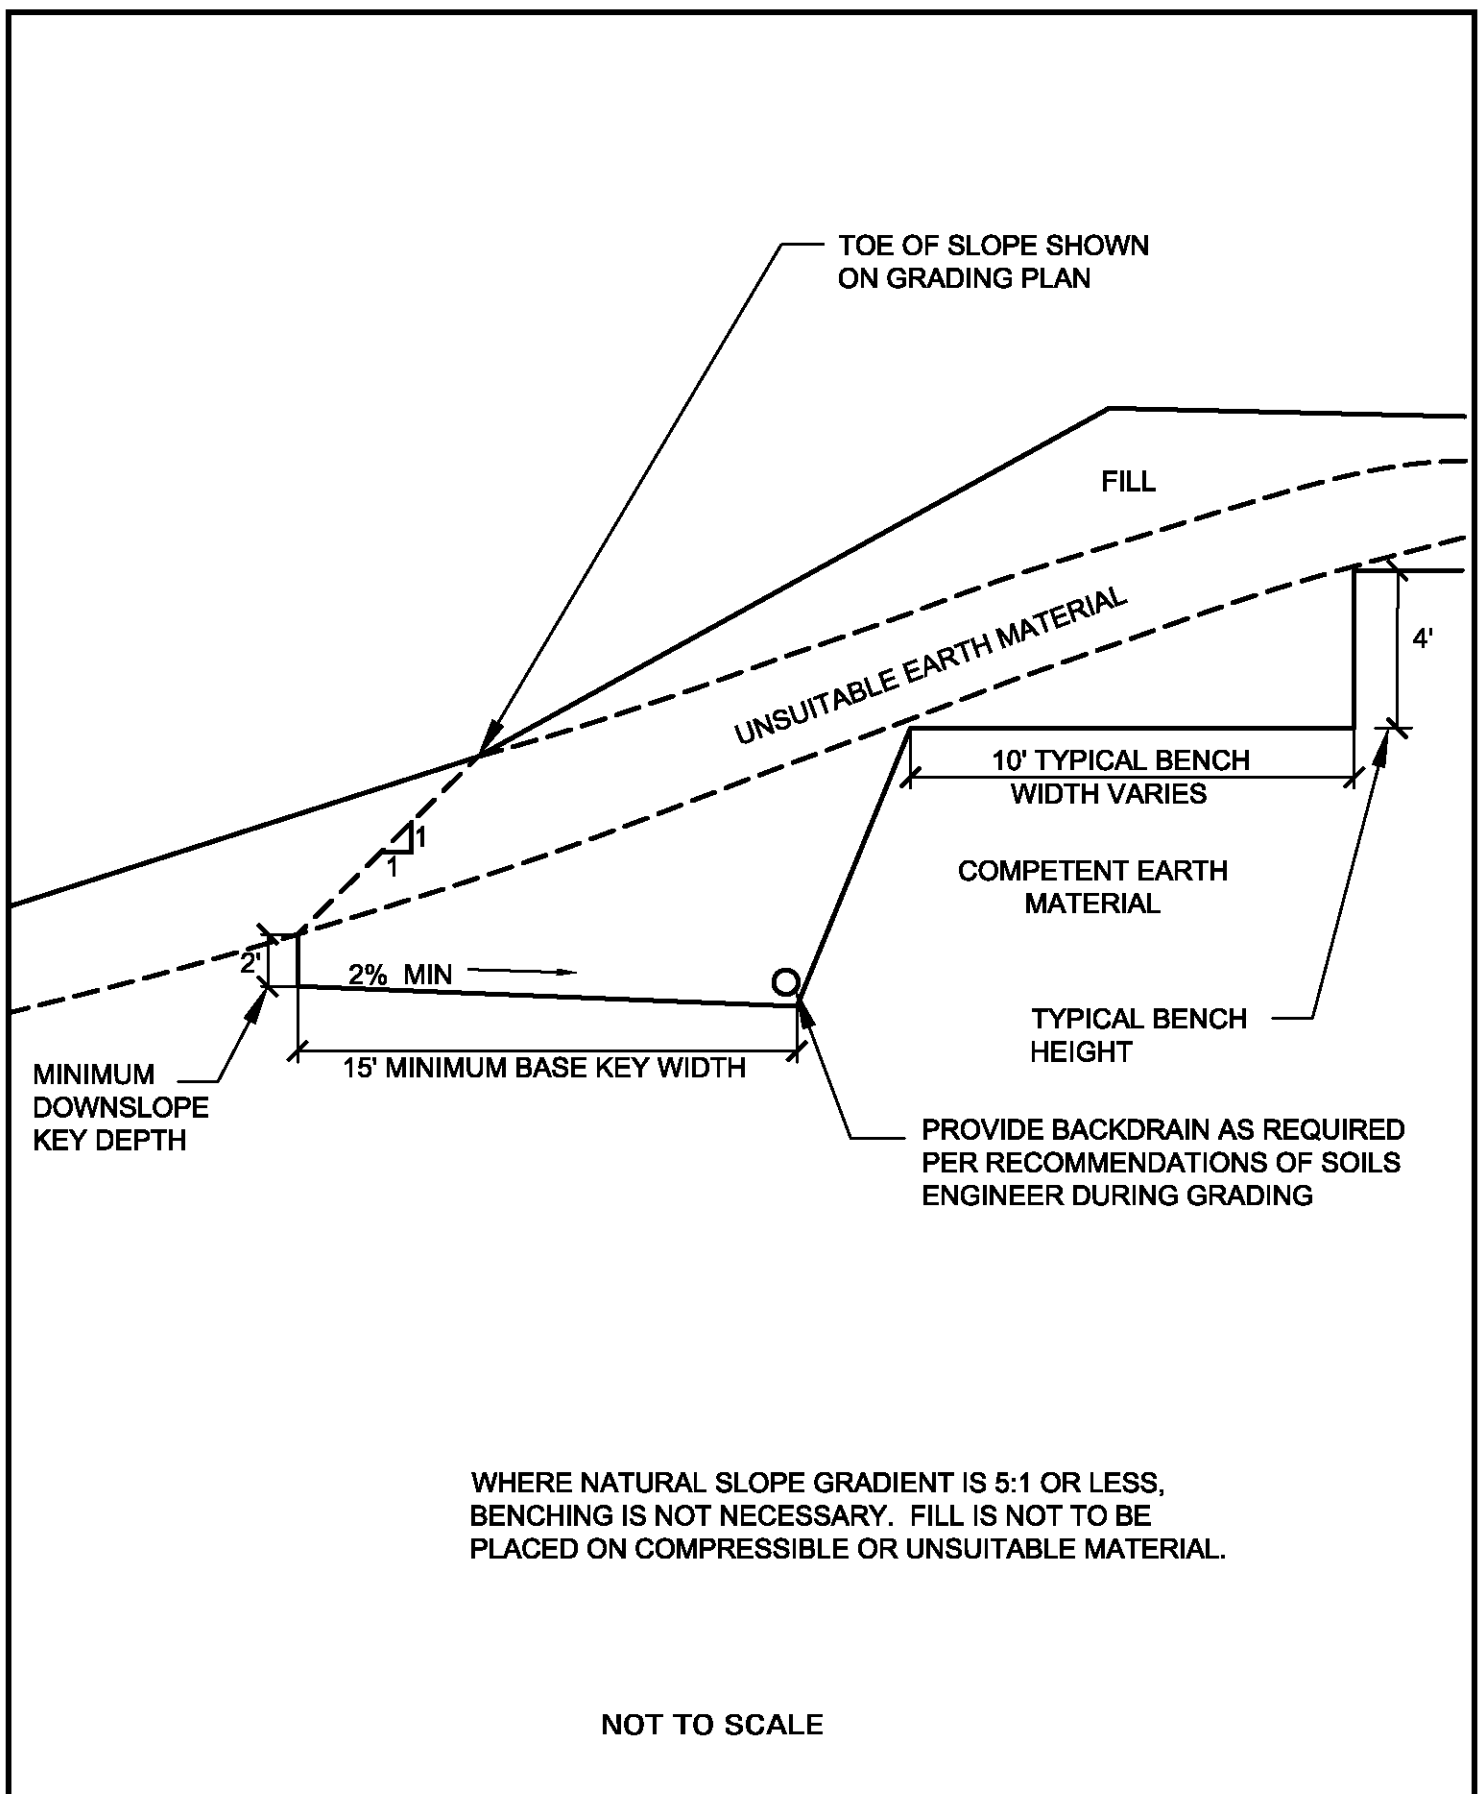 TOE OF SLOPE SHOWN
ON GRADING PLAN
FILL
UNSUITABLE EARTH MATERIAL
4'
10' TYPICAL BENCH
WIDTH VARIES
1
1
COMPETENT EARTH
MATERIAL
2'
2% MIN
TYPICAL BENCH
HEIGHT
15' MINIMUM BASE KEY WIDTH
MINIMUM
DOWNSLOPE
KEY DEPTH
PROVIDE BACKDRAIN AS REQUIRED
PER RECOMMENDATIONS OF SOILS
ENGINEER DURING GRADING
WHERE NATURAL SLOPE GRADIENT IS 5:1 OR LESS,
BENCHING IS NOT NECESSARY. FILL IS NOT TO BE
PLACED ON COMPRESSIBLE OR UNSUITABLE MATERIAL.
NOT TO SCALE